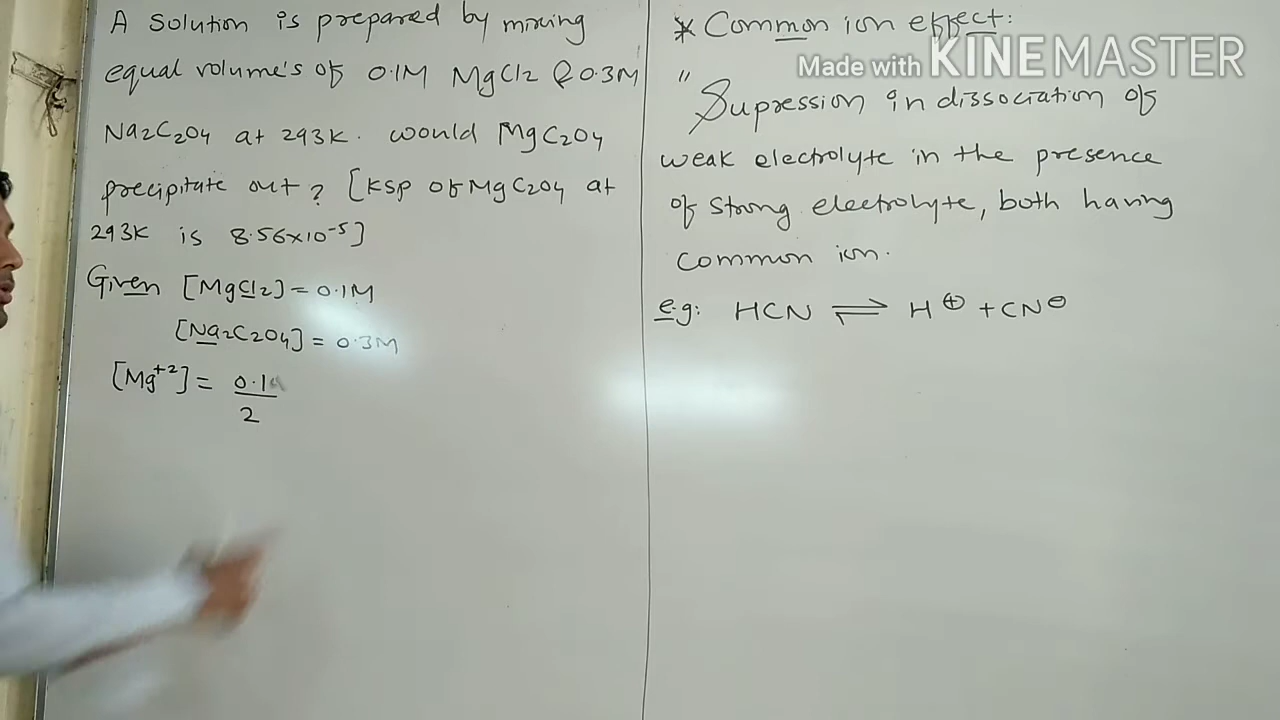 A solution is prepared by mixing
equal volume's of 0.1M MgCl2 & 0.3M
Na2C2O4 at 293K. would MgC2O4
precipitate out? [Ksp of MgC2O4 at
293K is 8.56x10-5]
Given [MgCl2] = 0.1M
[Na2C2O4] = 0.3M
[Mg+2] = 0.1
2
* Common ion effect:
Made with KINEMASTER
"Supression in dissociation of
weak electrolyte in the presence
of strong electrolyte, both having
common ion.
e.g: HCN ⇌ H⊕ + CN⊖